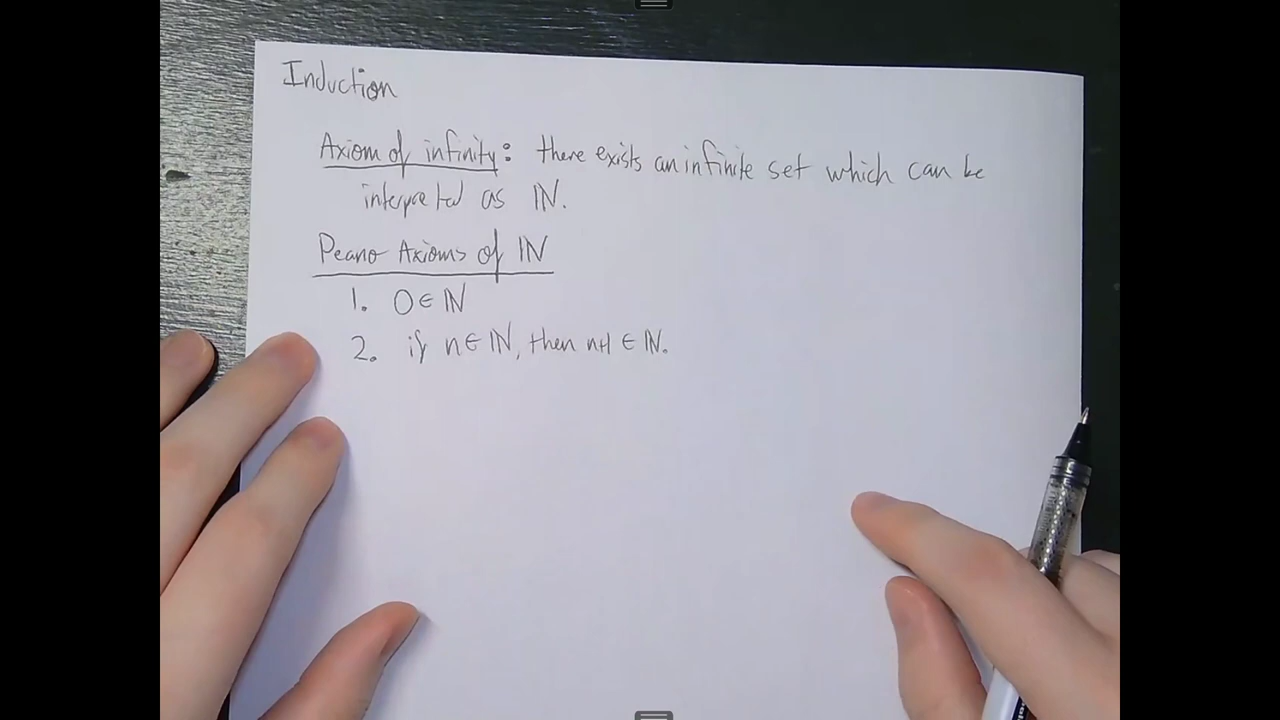 Induction
Axiom of infinity: there exists an infinite set which can be
interpreted as ℕ.
Peano Axioms of ℕ
1. 0 ∈ ℕ
2. if n ∈ ℕ, then n+1 ∈ ℕ.